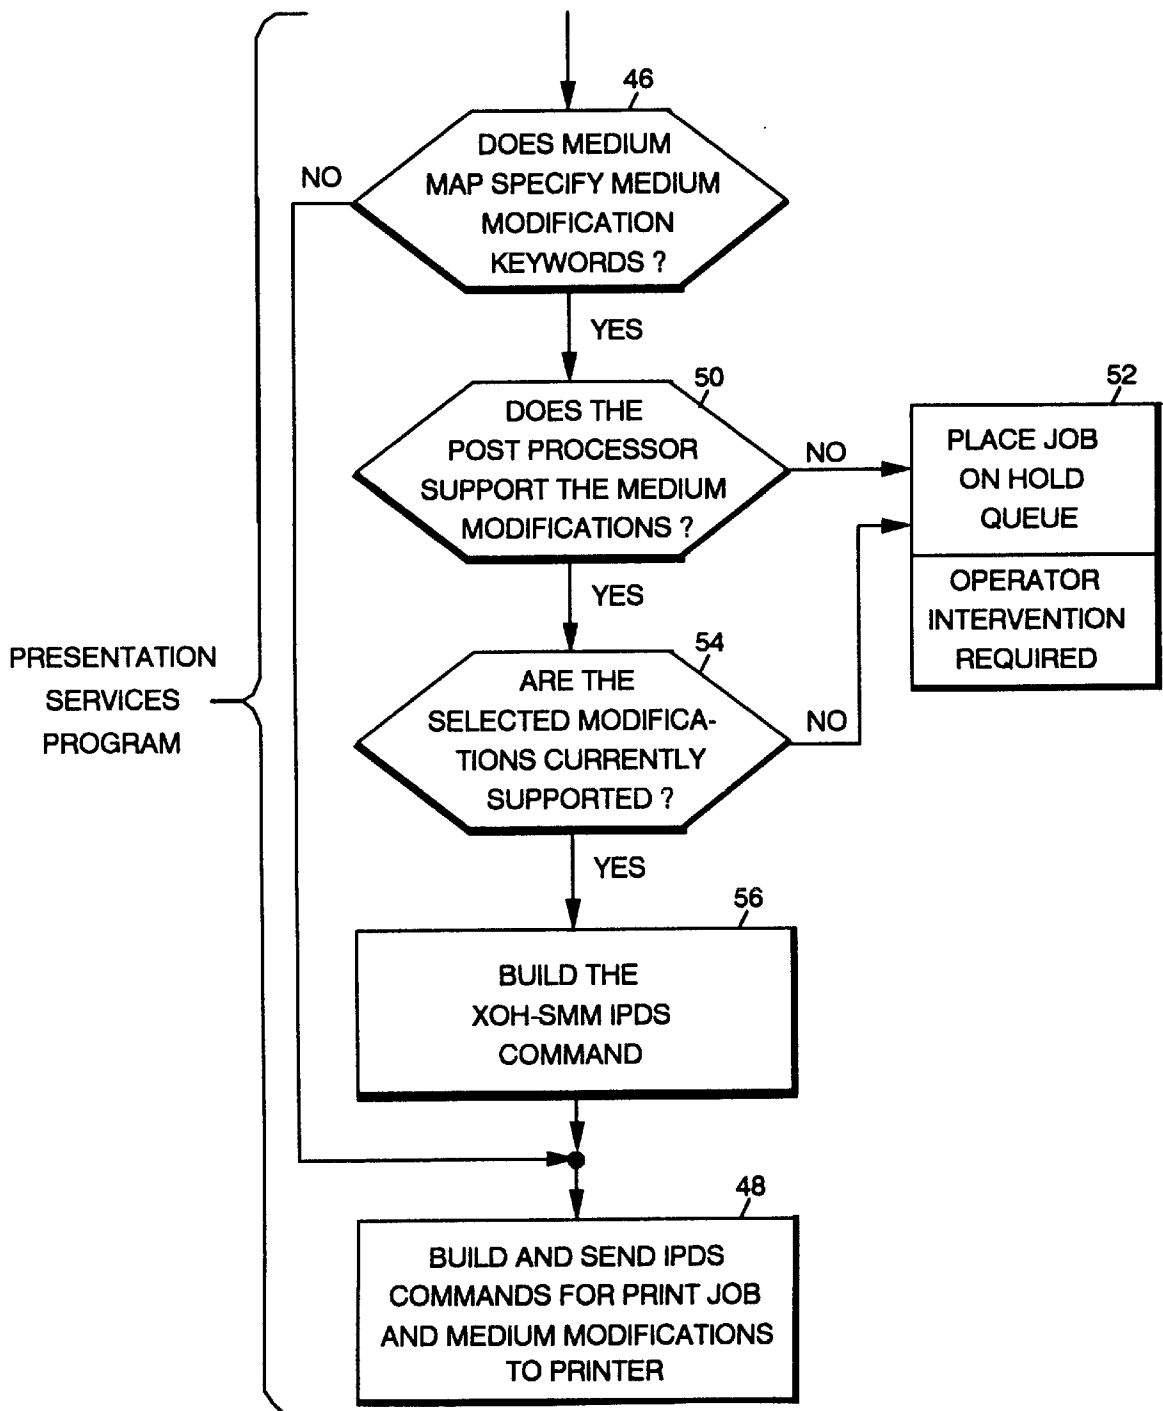 46
DOES MEDIUM
MAP SPECIFY MEDIUM
MODIFICATION
KEYWORDS ?
NO
YES
50
DOES THE
POST PROCESSOR
SUPPORT THE MEDIUM
MODIFICATIONS ?
NO
52
PLACE JOB
ON HOLD
QUEUE
OPERATOR
INTERVENTION
REQUIRED
YES
54
ARE THE
SELECTED MODIFICA-
TIONS CURRENTLY
SUPPORTED ?
NO
PRESENTATION
SERVICES
PROGRAM
YES
56
BUILD THE
XOH-SMM IPDS
COMMAND
48
BUILD AND SEND IPDS
COMMANDS FOR PRINT JOB
AND MEDIUM MODIFICATIONS
TO PRINTER